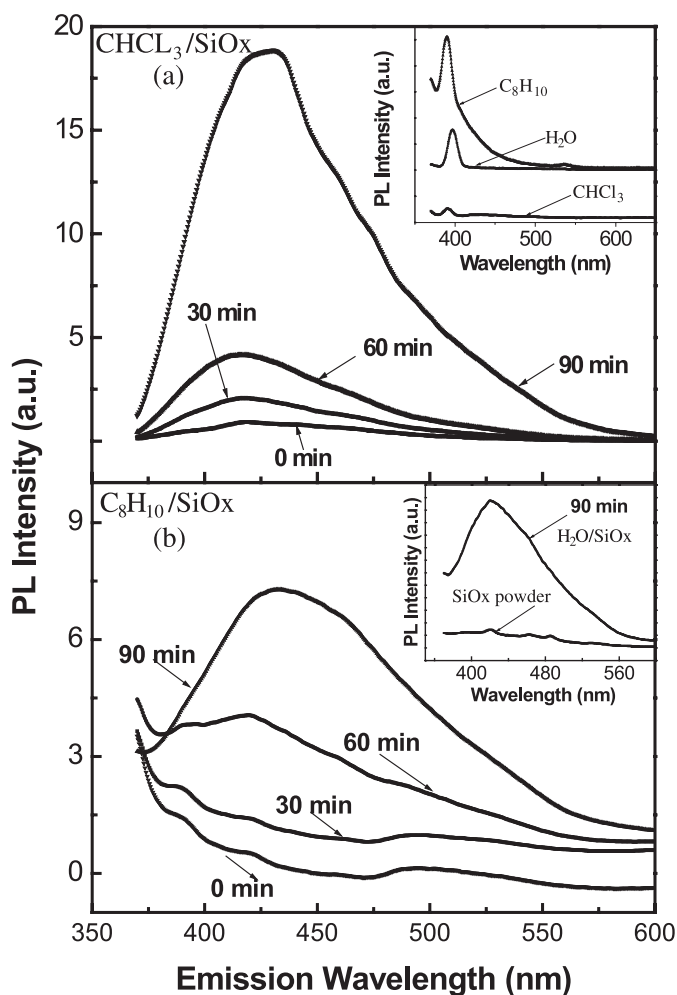 CHCL₃/SiOx
(a)
20
15
10
5
PL Intensity (a.u.)
30 min
60 min
90 min
0 min
PL Intensity (a.u.)
C₈H₁₀
H₂O
CHCl₃
400 500 600
Wavelength (nm)
C₈H₁₀/SiOx
(b)
9
6
3
0
90 min
60 min
30 min
0 min
PL Intensity (a.u.)
90 min
H₂O/SiOx
SiOx powder
400 480 560
Wavelength (nm)
350 400 450 500 550 600
Emission Wavelength (nm)